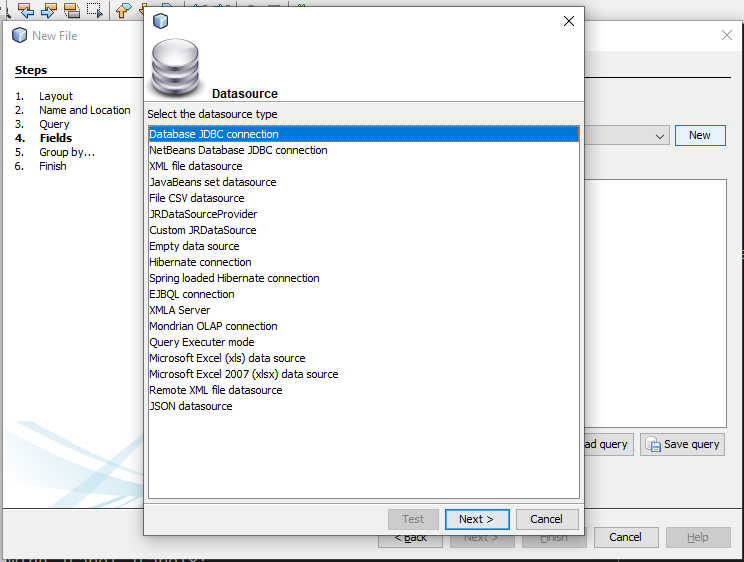 New File
Steps
1. Layout
2. Name and Location
3. Query
4. Fields
5. Group by...
6. Finish
New
Datasource
Select the datasource type
Database JDBC connection
NetBeans Database JDBC connection
XML file datasource
JavaBeans set datasource
File CSV datasource
JRDataSourceProvider
Custom JRDataSource
Empty data source
Hibernate connection
Spring loaded Hibernate connection
EJBQL connection
XMLA Server
Mondrian OLAP connection
Query Executer mode
Microsoft Excel (xls) data source
Microsoft Excel 2007 (xlsx) data source
Remote XML file datasource
JSON datasource
query Save query
Test Next > Cancel
< Back Next > Finish Cancel Help